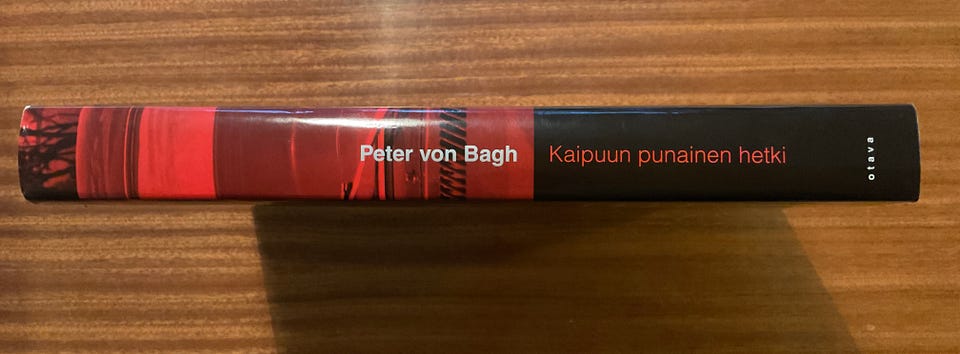 Peter von Bagh Kaipuun punainen hetki
otava